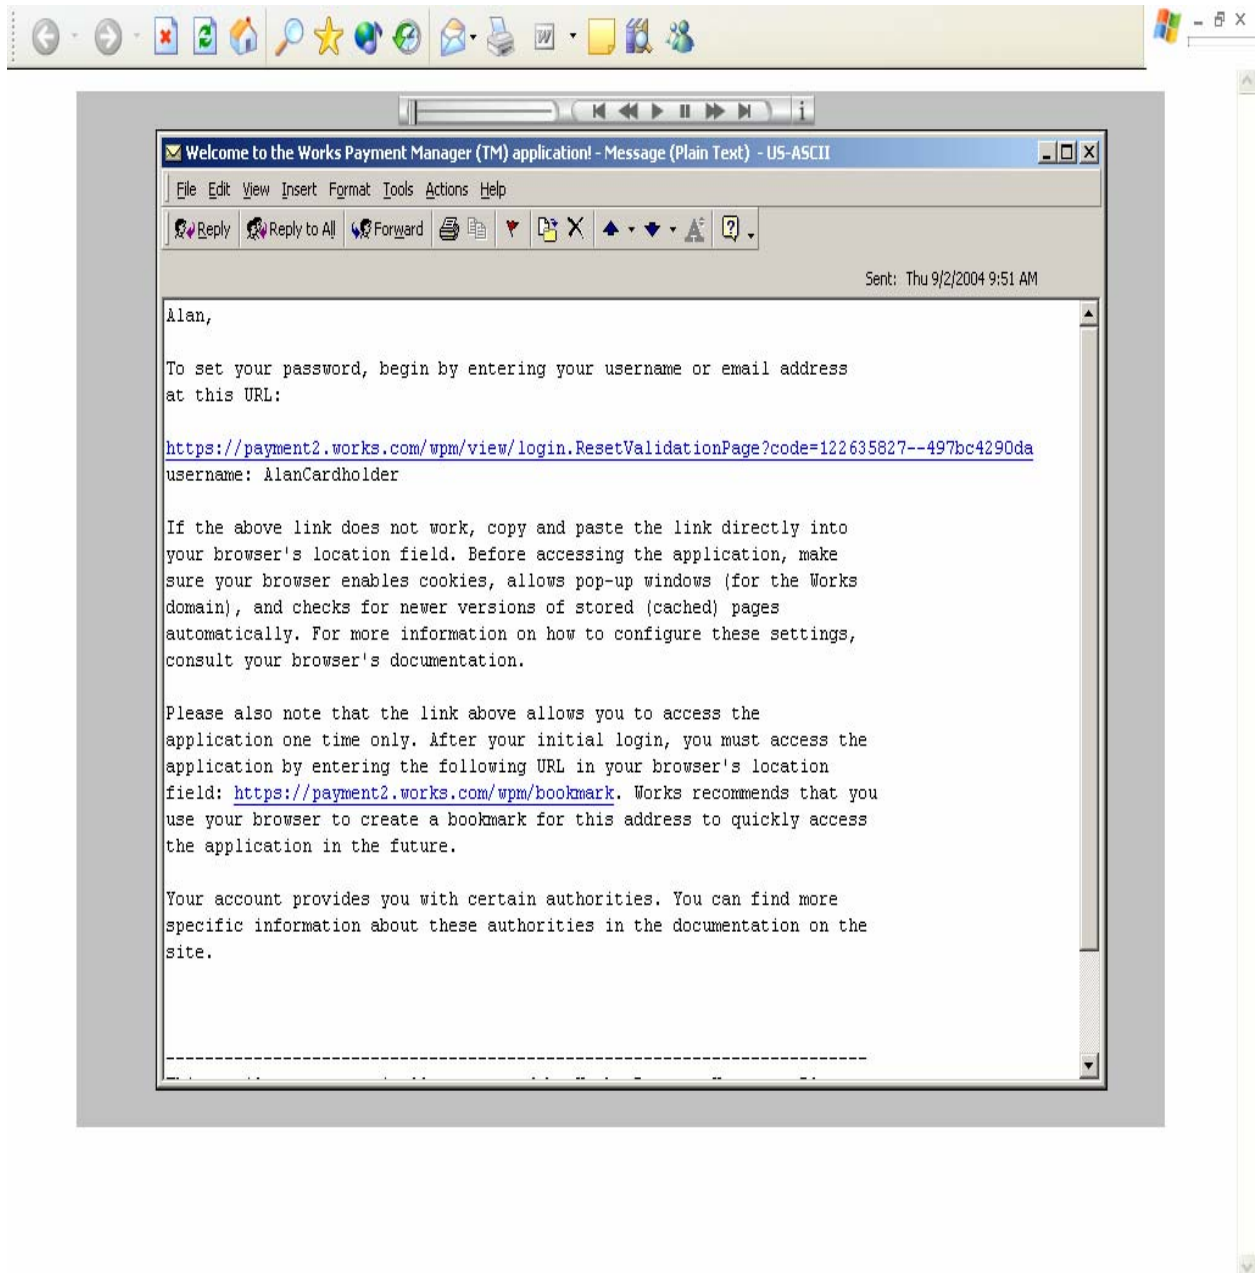 Welcome to the Works Payment Manager (TM) application! - Message (Plain Text) - US-ASCII
File Edit View Insert Format Tools Actions Help
Reply Reply to All Forward
Sent: Thu 9/2/2004 9:51 AM
Alan,
To set your password, begin by entering your username or email address
at this URL:
https://payment2.works.com/wpm/view/login.ResetValidationPage?code=122635827--497bc4290da
username: AlanCardholder
If the above link does not work, copy and paste the link directly into
your browser's location field. Before accessing the application, make
sure your browser enables cookies, allows pop-up windows (for the Works
domain), and checks for newer versions of stored (cached) pages
automatically. For more information on how to configure these settings,
consult your browser's documentation.
Please also note that the link above allows you to access the
application one time only. After your initial login, you must access the
application by entering the following URL in your browser's location
field: https://payment2.works.com/wpm/bookmark. Works recommends that you
use your browser to create a bookmark for this address to quickly access
the application in the future.
Your account provides you with certain authorities. You can find more
specific information about these authorities in the documentation on the
site.
------------------------------------------------------------------------